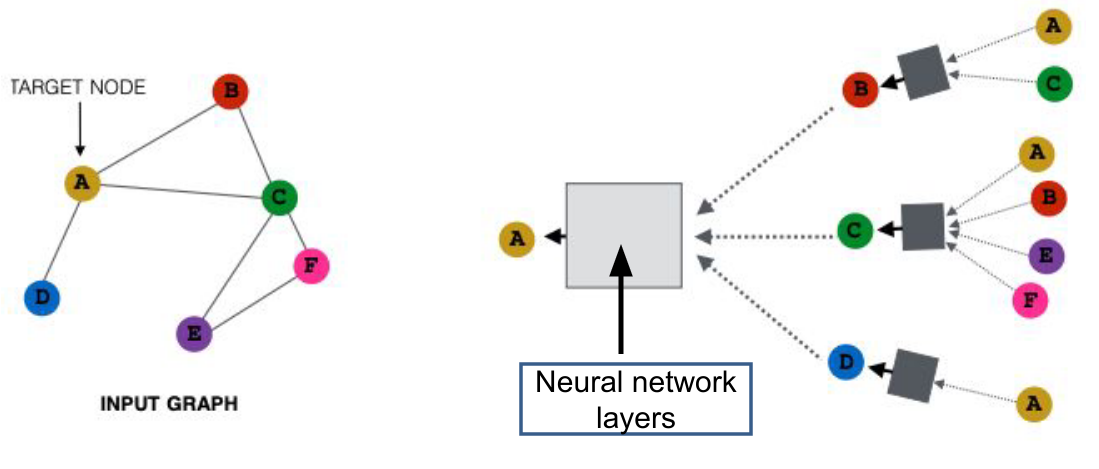 TARGET NODE
B
A
C
F
D
E
INPUT GRAPH
A
C
B
A
B
C
E
F
A
D
A
Neural network
layers